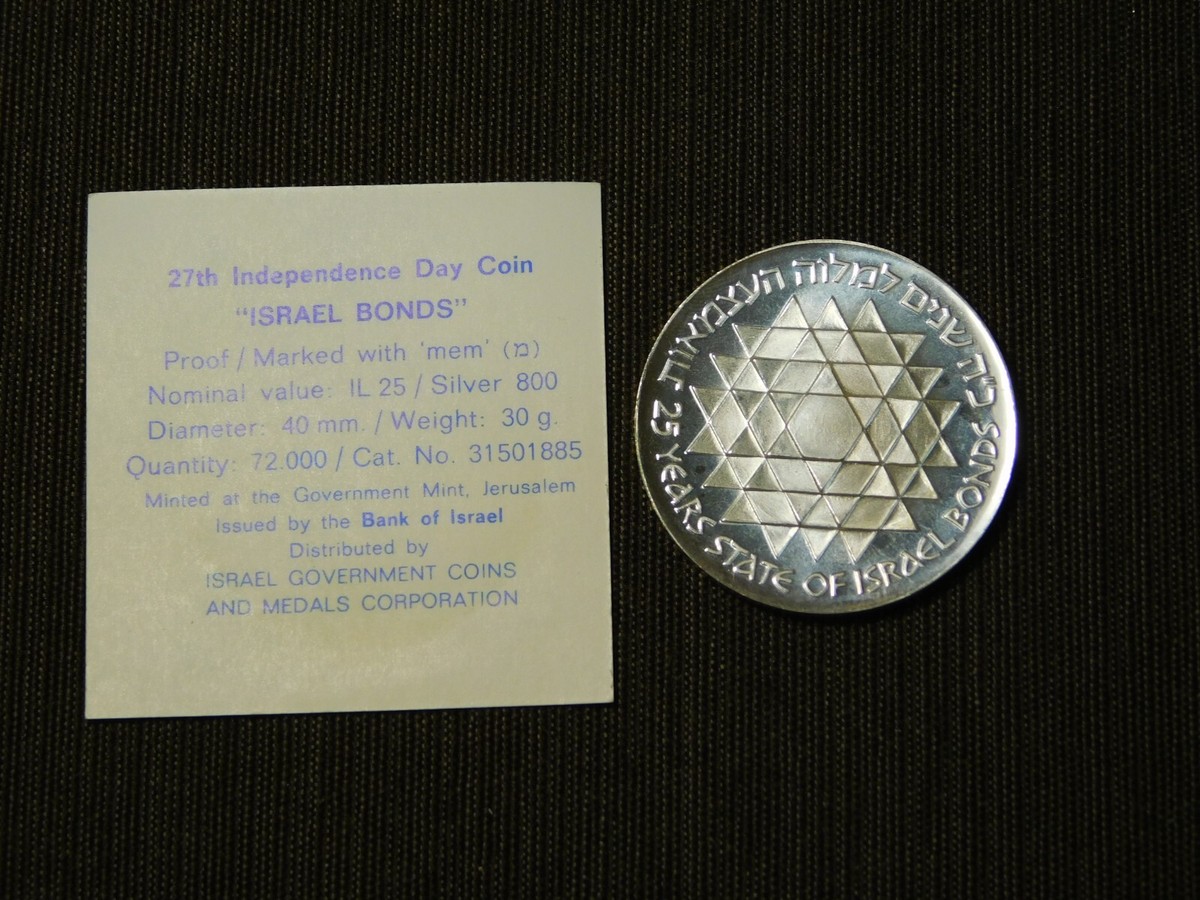 27th Independence Day Coin
"ISRAEL BONDS"
Proof / Marked with 'mem' (מ)
Nominal value: IL 25 / Silver 800
Diameter: 40 mm. / Weight: 30 g.
Quantity: 72.000 / Cat. No. 31501885
Minted at the Government Mint, Jerusalem
Issued by the Bank of Israel
Distributed by
ISRAEL GOVERNMENT COINS
AND MEDALS CORPORATION
כ"ה שנים למלוה העצמאות
25 YEARS STATE OF ISRAEL BONDS